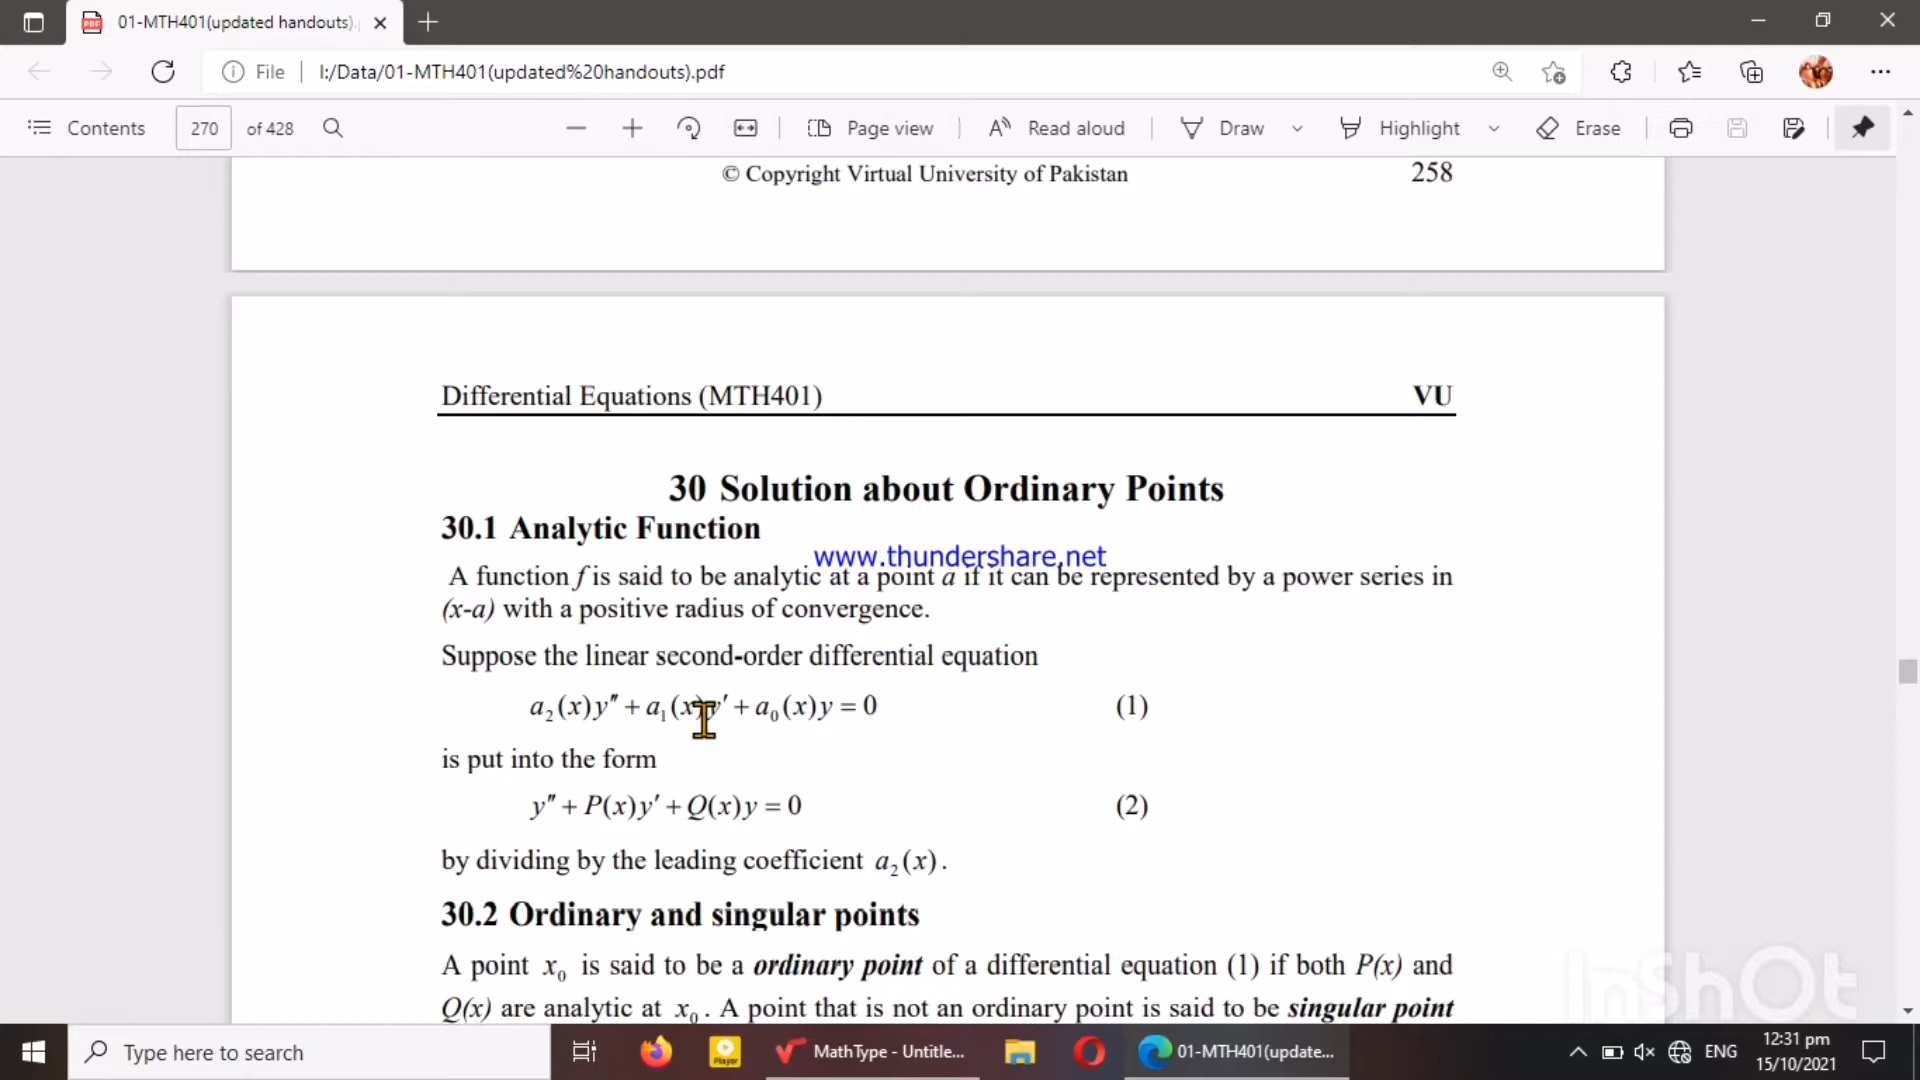 01-MTH401(updated handouts).
File
I:/Data/01-MTH401(updated%20handouts).pdf
Contents
270
of 428
Page view
Read aloud
Draw
Highlight
Erase
© Copyright Virtual University of Pakistan 258
Differential Equations (MTH401) VU
30 Solution about Ordinary Points
30.1 Analytic Function
www.thundershare.net
A function f is said to be analytic at a point a if it can be represented by a power series in
(x-a) with a positive radius of convergence.
Suppose the linear second-order differential equation
a₂(x)y″ + a₁(x)y′ + a₀(x)y = 0 (1)
is put into the form
y″ + P(x)y′ + Q(x)y = 0 (2)
by dividing by the leading coefficient a₂(x).
30.2 Ordinary and singular points
A point x₀ is said to be a ordinary point of a differential equation (1) if both P(x) and
Q(x) are analytic at x₀. A point that is not an ordinary point is said to be singular point
InShOt
Type here to search
Player
MathType - Untitle...
01-MTH401(update...
ENG
12:31 pm
15/10/2021